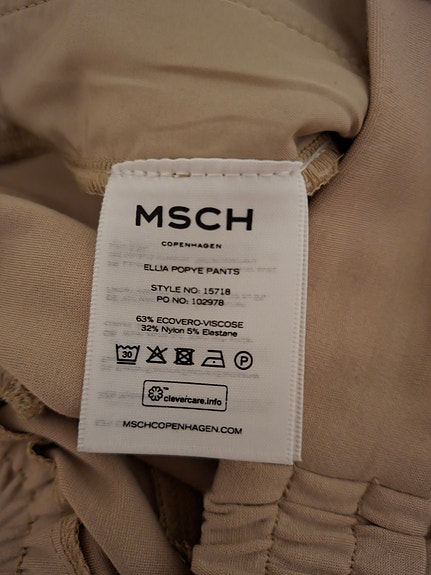 MSCH
COPENHAGEN
ELLIA POPYE PANTS
STYLE NO: 15718
PO NO: 102978
63% ECOVERO-VISCOSE
32% Nylon 5% Elastane
30 P
™
clevercare.info
MSCHCOPENHAGEN.COM